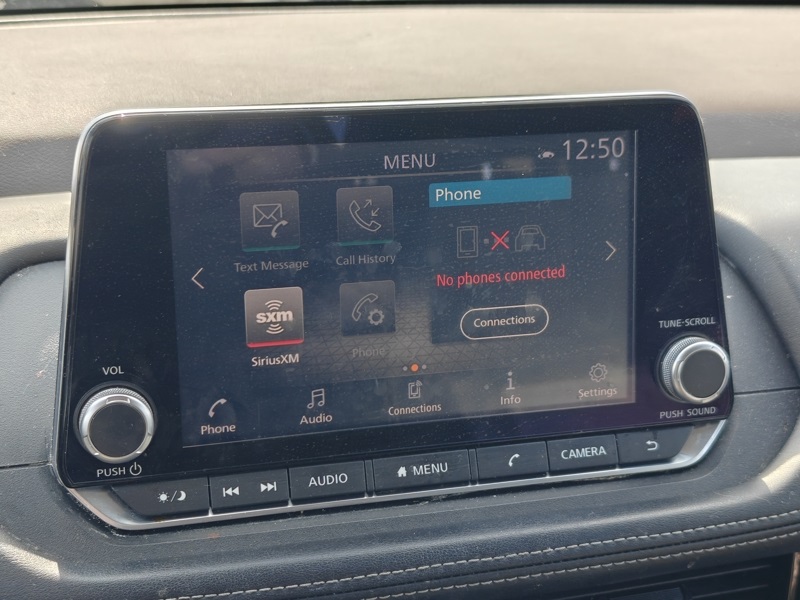 MENU
12:50
Phone
Text Message
Call History
No phones connected
sxm
SiriusXM
Phone
Connections
Phone
Audio
Connections
Info
Settings
VOL
PUSH
TUNE·SCROLL
PUSH SOUND
AUDIO
MENU
CAMERA